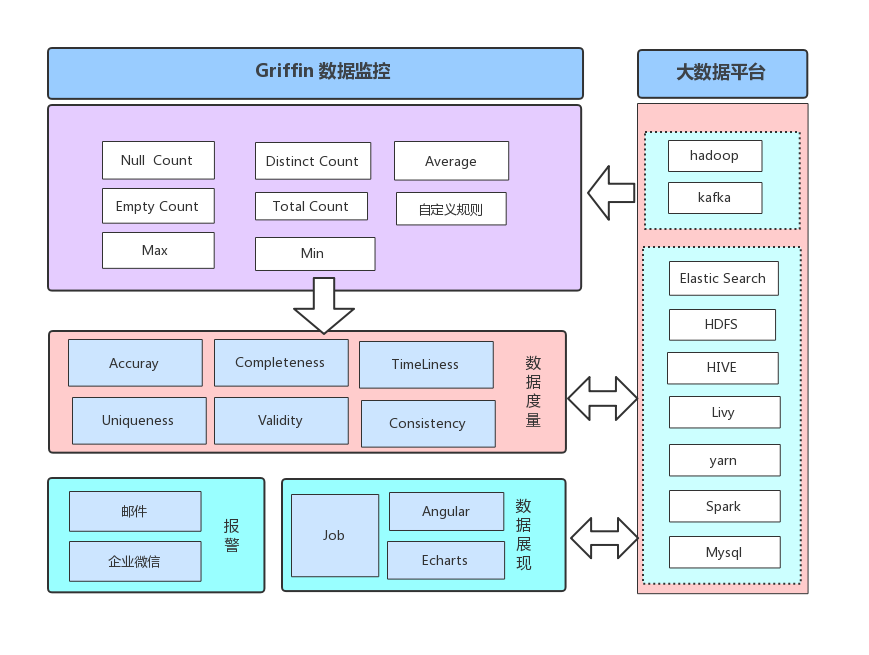 Griffin 数据监控
Null Count
Distinct Count
Average
Empty Count
Total Count
自定义规则
Max
Min
Accuray
Completeness
TimeLiness
Uniqueness
Validity
Consistency
数据度量
邮件
企业微信
报警
Job
Angular
Echarts
数据展现
大数据平台
hadoop
kafka
Elastic Search
HDFS
HIVE
Livy
yarn
Spark
Mysql